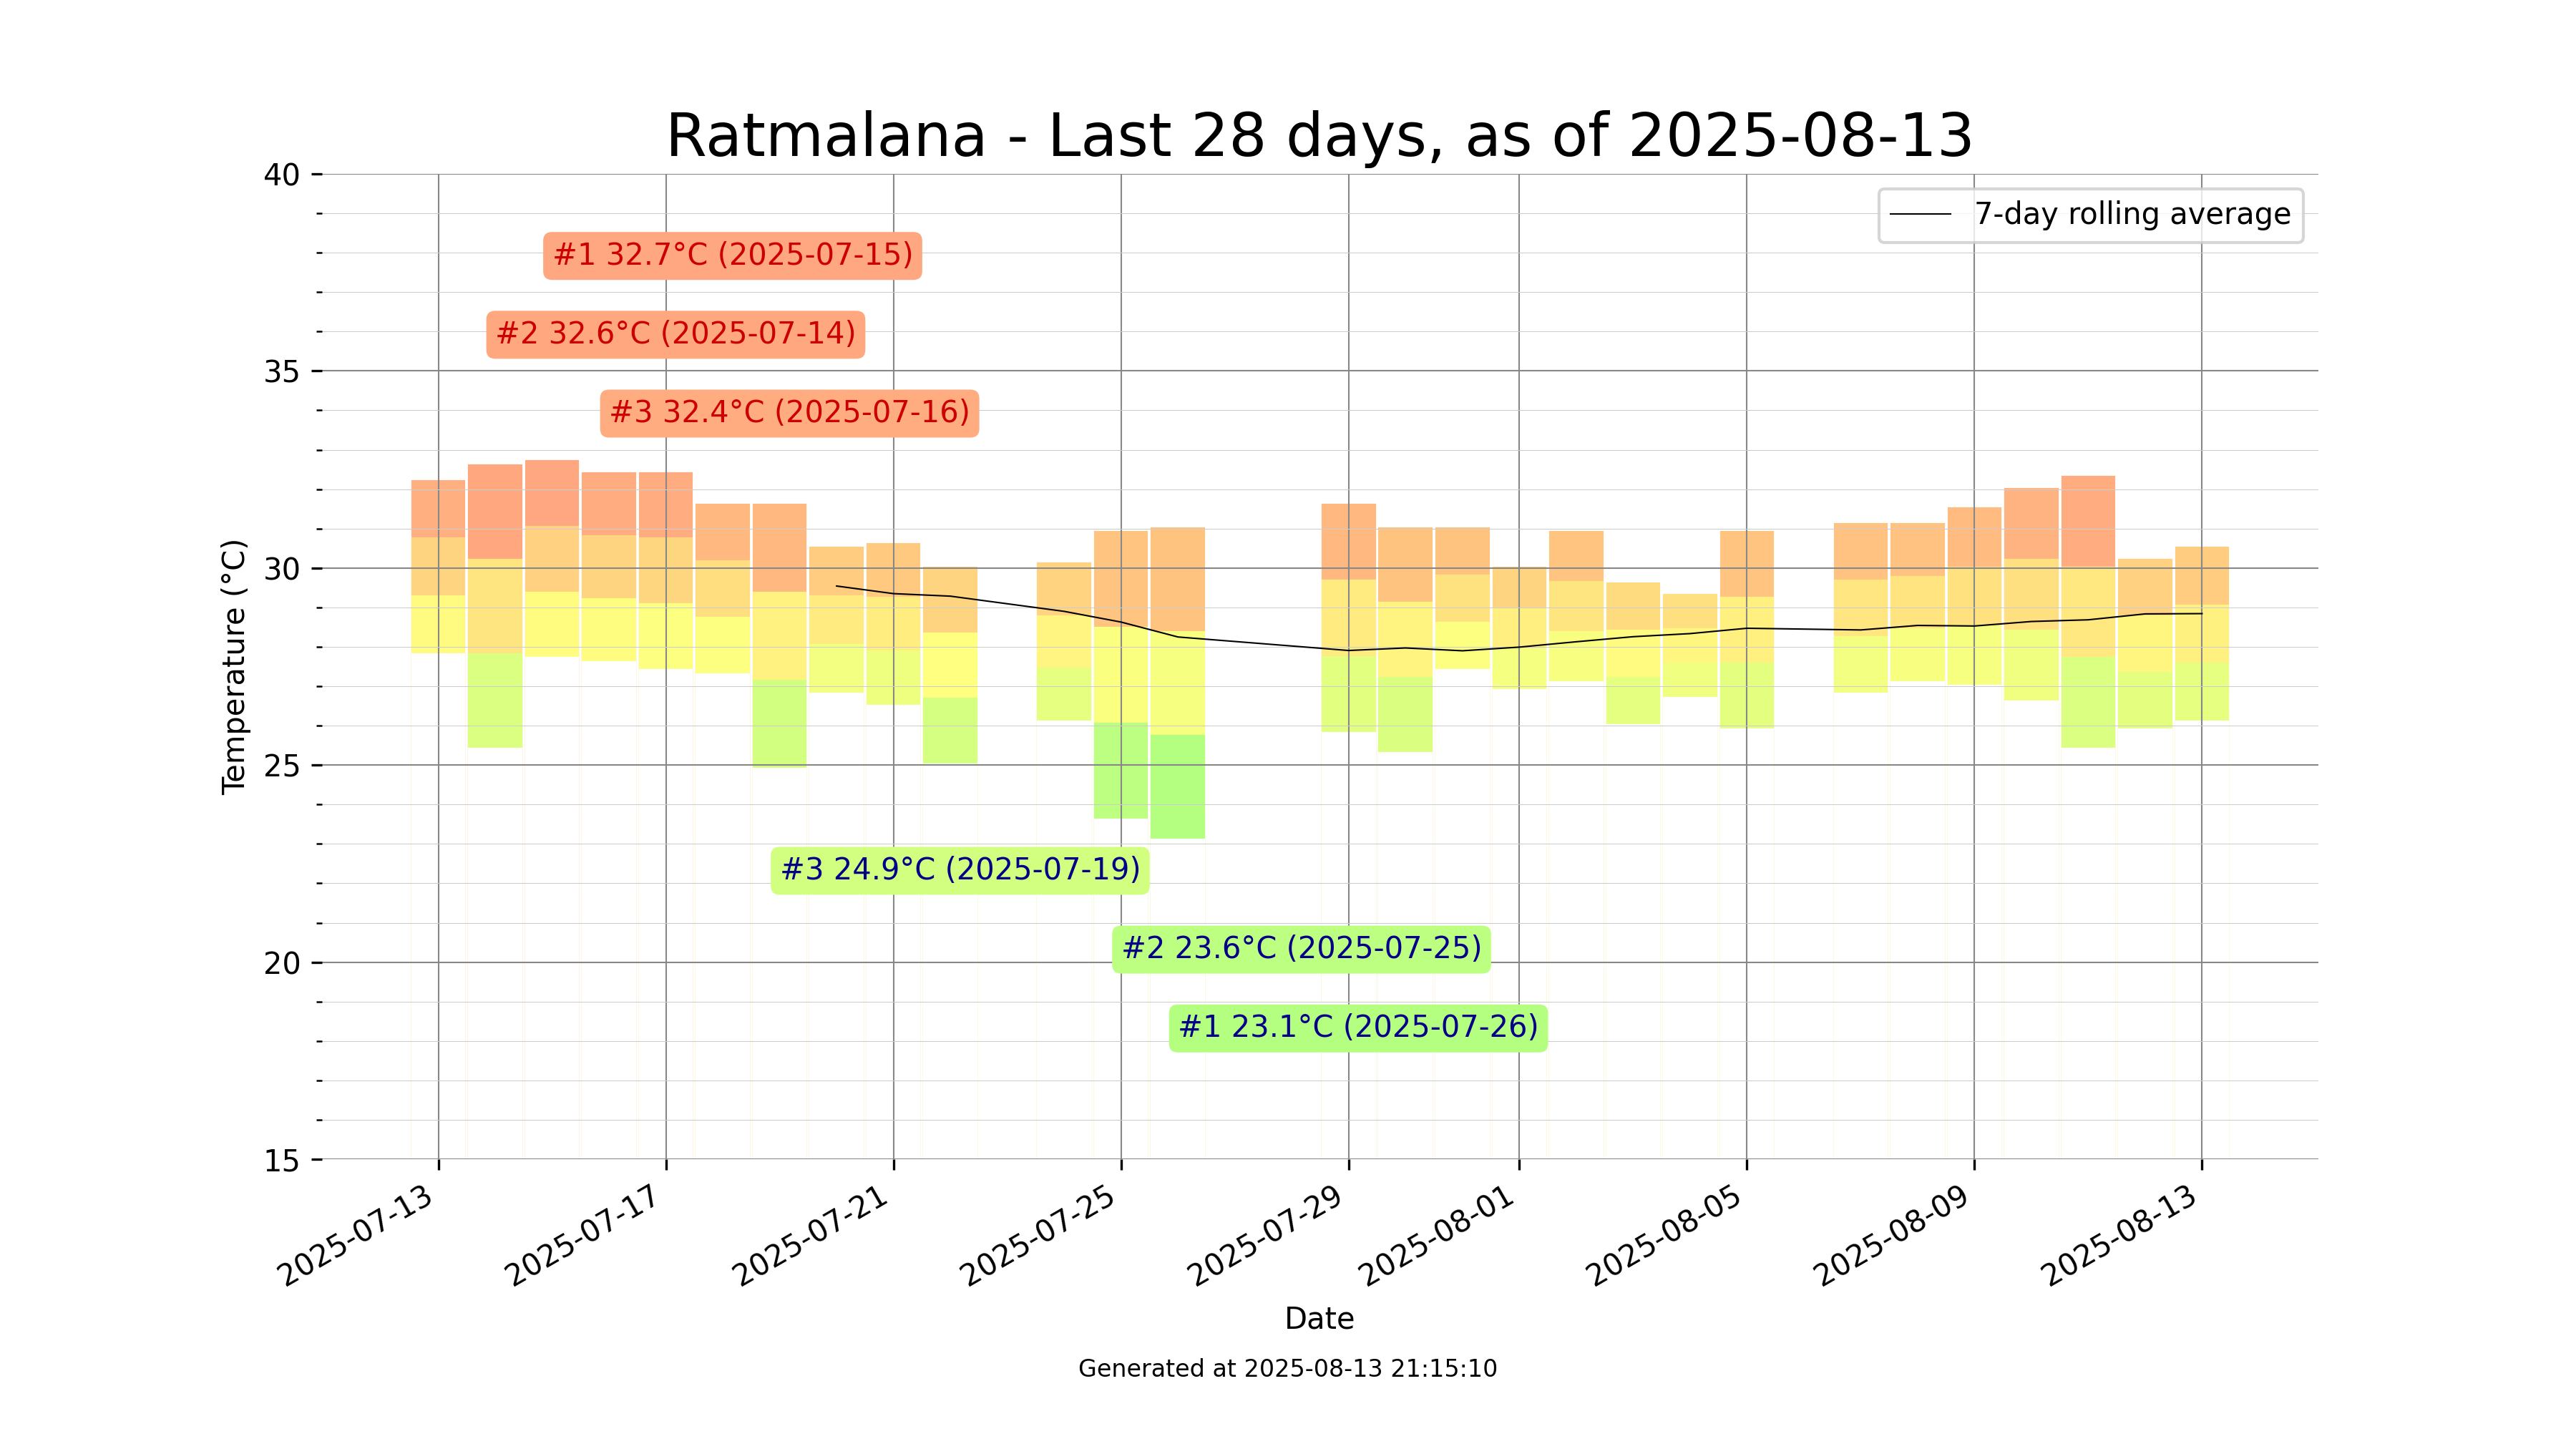 Ratmalana - Last 28 days, as of 2025-08-13
7-day rolling average
#1 32.7°C (2025-07-15)
#2 32.6°C (2025-07-14)
#3 32.4°C (2025-07-16)
#3 24.9°C (2025-07-19)
#2 23.6°C (2025-07-25)
#1 23.1°C (2025-07-26)
Temperature (°C)
40
35
30
25
20
15
2025-07-13
2025-07-17
2025-07-21
2025-07-25
2025-07-29
2025-08-01
2025-08-05
2025-08-09
2025-08-13
Date
Generated at 2025-08-13 21:15:10